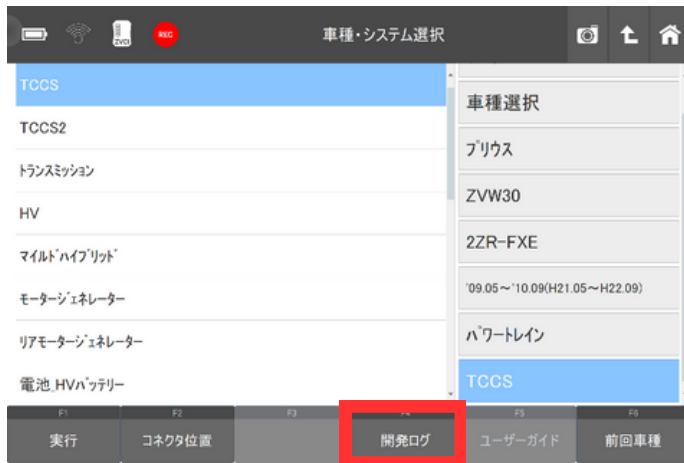 ZVCI
REC
車種・システム選択
TCCS
TCCS2
トランスミッション
HV
マイルドハイブリッド
モータージェネレーター
リアモータージェネレーター
電池_HVバッテリー
車種選択
プリウス
ZVW30
2ZR-FXE
'09.05～'10.09(H21.05～H22.09)
パワートレイン
TCCS
F1
実行
F2
コネクタ位置
F3
開発ログ
F5
ユーザーガイド
F6
前回車種